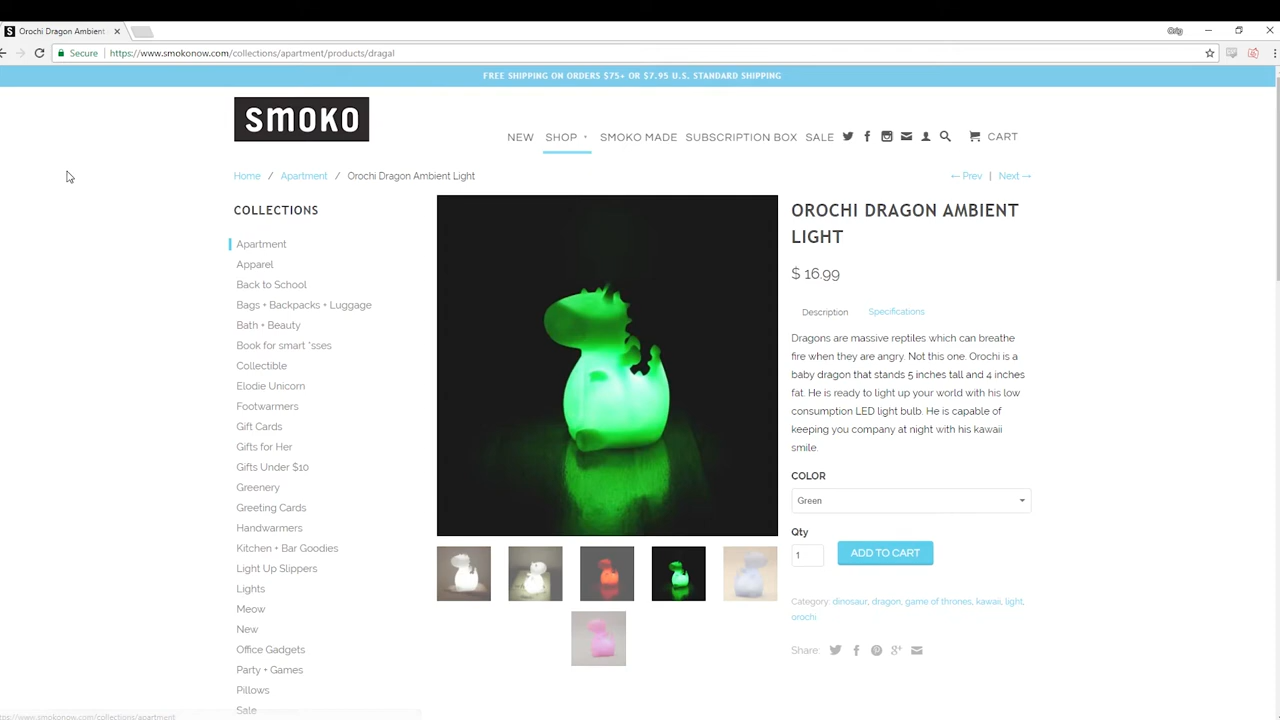 Orochi Dragon Ambient
Orig
Secure
https://www.smokonow.com/collections/apartment/products/dragal
FREE SHIPPING ON ORDERS $75+ OR $7.95 U.S. STANDARD SHIPPING
SMOKO
NEW SHOP SMOKO MADE SUBSCRIPTION BOX SALE CART
Home / Apartment / Orochi Dragon Ambient Light
← Prev | Next →
COLLECTIONS
Apartment
Apparel
Back to School
Bags + Backpacks + Luggage
Bath + Beauty
Book for smart *sses
Collectible
Elodie Unicorn
Footwarmers
Gift Cards
Gifts for Her
Gifts Under $10
Greenery
Greeting Cards
Handwarmers
Kitchen + Bar Goodies
Light Up Slippers
Lights
Meow
New
Office Gadgets
Party + Games
Pillows
Sale
OROCHI DRAGON AMBIENT
LIGHT
$ 16.99
Description Specifications
Dragons are massive reptiles which can breathe
fire when they are angry. Not this one. Orochi is a
baby dragon that stands 5 inches tall and 4 inches
fat. He is ready to light up your world with his low
consumption LED light bulb. He is capable of
keeping you company at night with his kawaii
smile.
COLOR
Green
Qty
1
ADD TO CART
Category: dinosaur, dragon, game of thrones, kawaii, light,
orochi
Share:
ttps://www.smokonow.com/collections/apartment